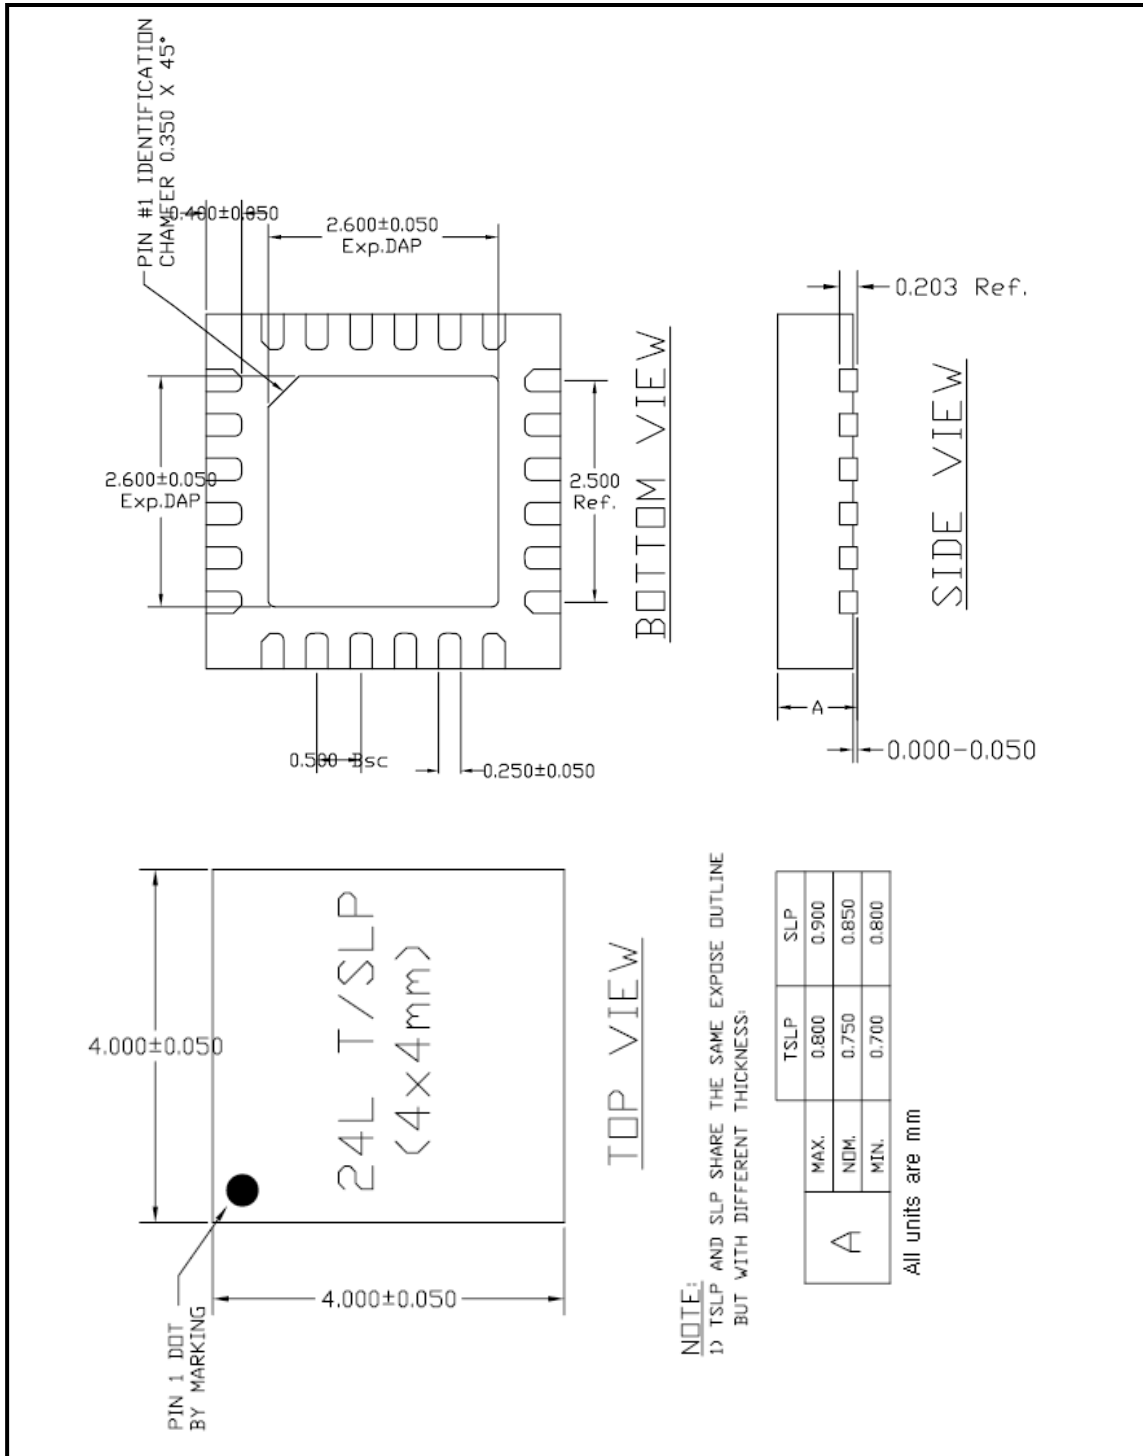 PIN #1 IDENTIFICATION
CHAMFER 0.350 X 45°
0.400±0.050
2.600±0.050
Exp.DAP
2.600±0.050
Exp.DAP
2.500
Ref.
0.500 Bsc
0.250±0.050
BOTTOM VIEW
0.203 Ref.
A
0.000-0.050
SIDE VIEW
4.000±0.050
24L T/SLP
(4x4mm)
4.000±0.050
PIN 1 DOT
BY MARKING
TOP VIEW
NOTE:
1) TSLP AND SLP SHARE THE SAME EXPOSE OUTLINE
BUT WITH DIFFERENT THICKNESS:
TSLP SLP
A
MAX. 0.800 0.900
NOM. 0.750 0.850
MIN. 0.700 0.800
All units are mm